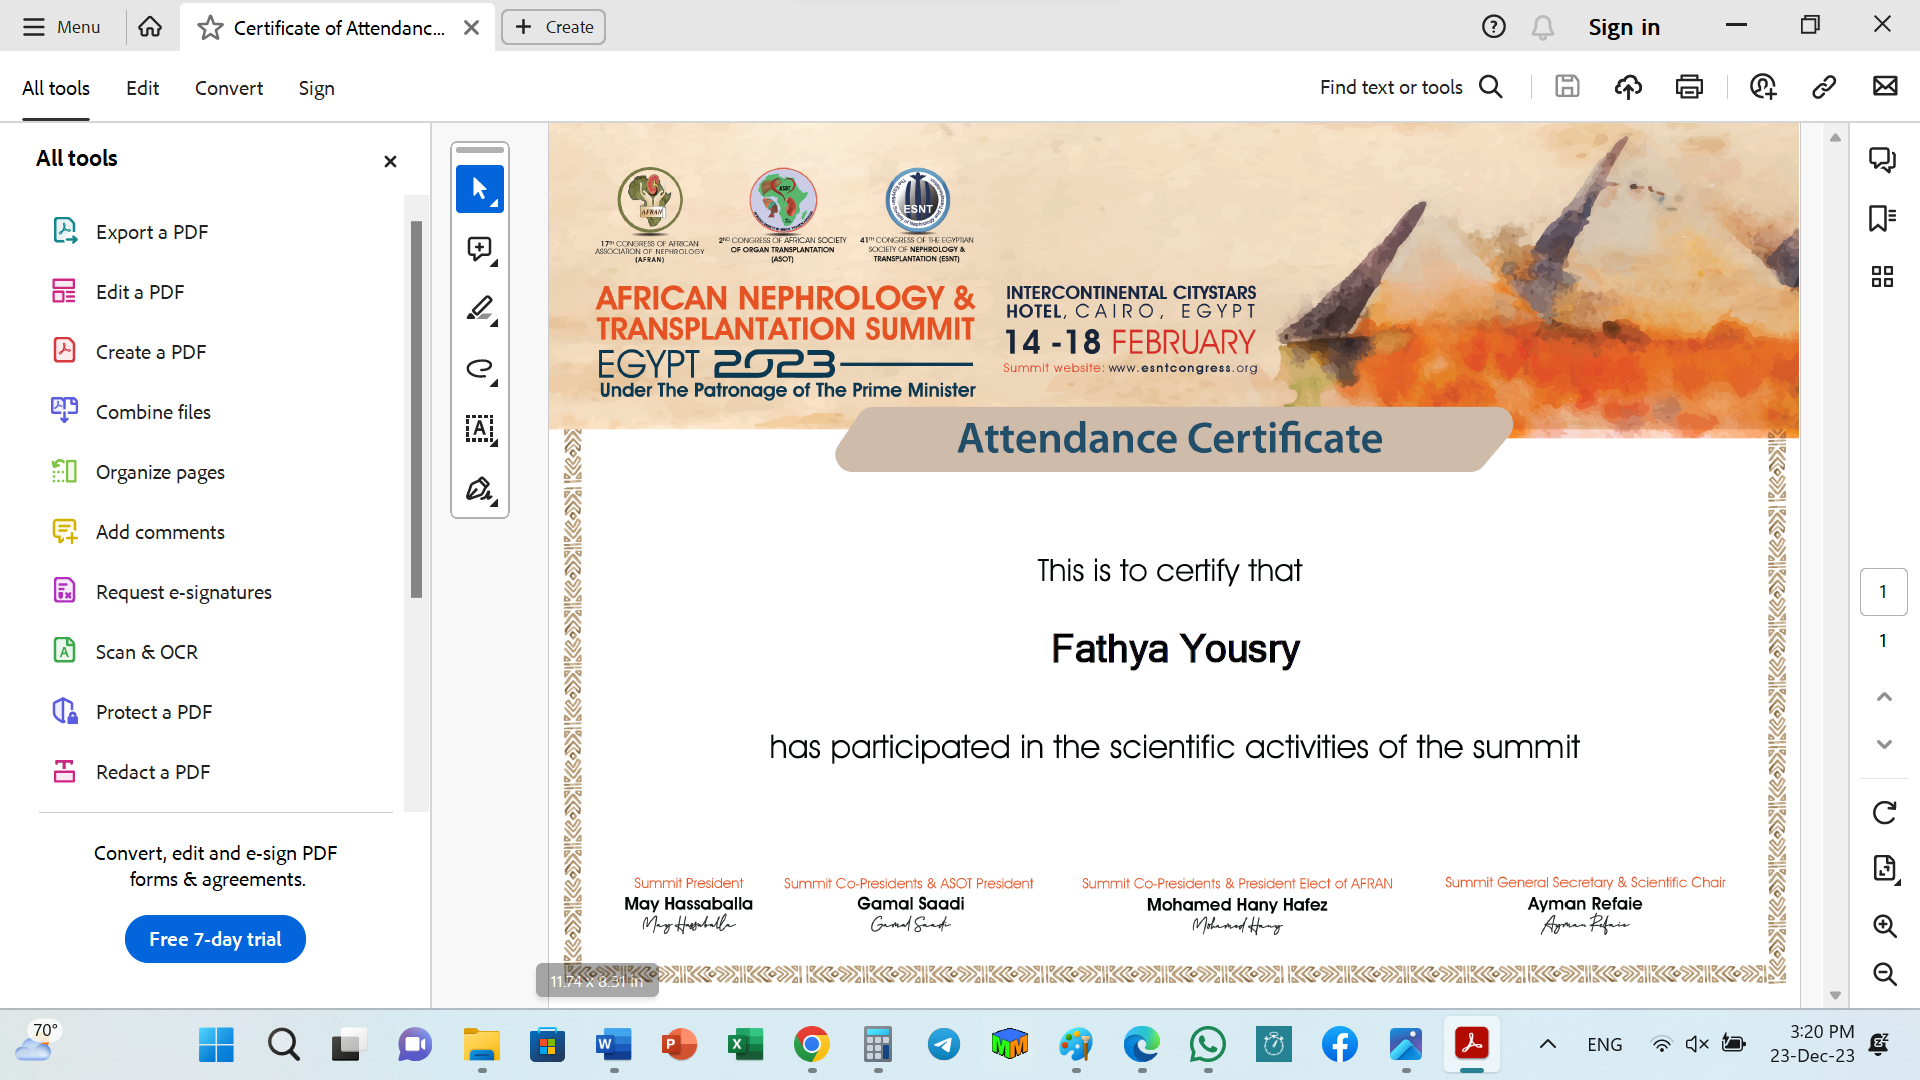 Menu
Certificate of Attendanc...
Create
Sign in
All tools
Edit
Convert
Sign
Find text or tools
All tools
Export a PDF
Edit a PDF
Create a PDF
Combine files
Organize pages
Add comments
Request e-signatures
Scan & OCR
Protect a PDF
Redact a PDF
Convert, edit and e-sign PDF
forms & agreements.
Free 7-day trial
AFRAN
ASOT
ESNT
17TH CONGRESS OF AFRICAN
ASSOCIATION OF NEPHROLOGY
(AFRAN)
2ND CONGRESS OF AFRICAN SOCIETY
OF ORGAN TRANSPLANTATION
(ASOT)
41TH CONGRESS OF THE EGYPTIAN
SOCIETY OF NEPHROLOGY &
TRANSPLANTATION (ESNT)
AFRICAN NEPHROLOGY &
TRANSPLANTATION SUMMIT
EGYPT 2023
Under The Patronage of The Prime Minister
INTERCONTINENTAL CITYSTARS
HOTEL, CAIRO, EGYPT
14 -18 FEBRUARY
Summit website: www.esntcongress.org
Attendance Certificate
This is to certify that
Fathya Yousry
has participated in the scientific activities of the summit
Summit President
May Hassaballa
May Hassaballa
Summit Co-Presidents & ASOT President
Gamal Saadi
Gamal Saadi
Summit Co-Presidents & President Elect of AFRAN
Mohamed Hany Hafez
Mohamed Hany
Summit General Secretary & Scientific Chair
Ayman Refaie
Ayman Refaie
11.74 x 8.31 in
1
1
70°
ENG
3:20 PM
23-Dec-23